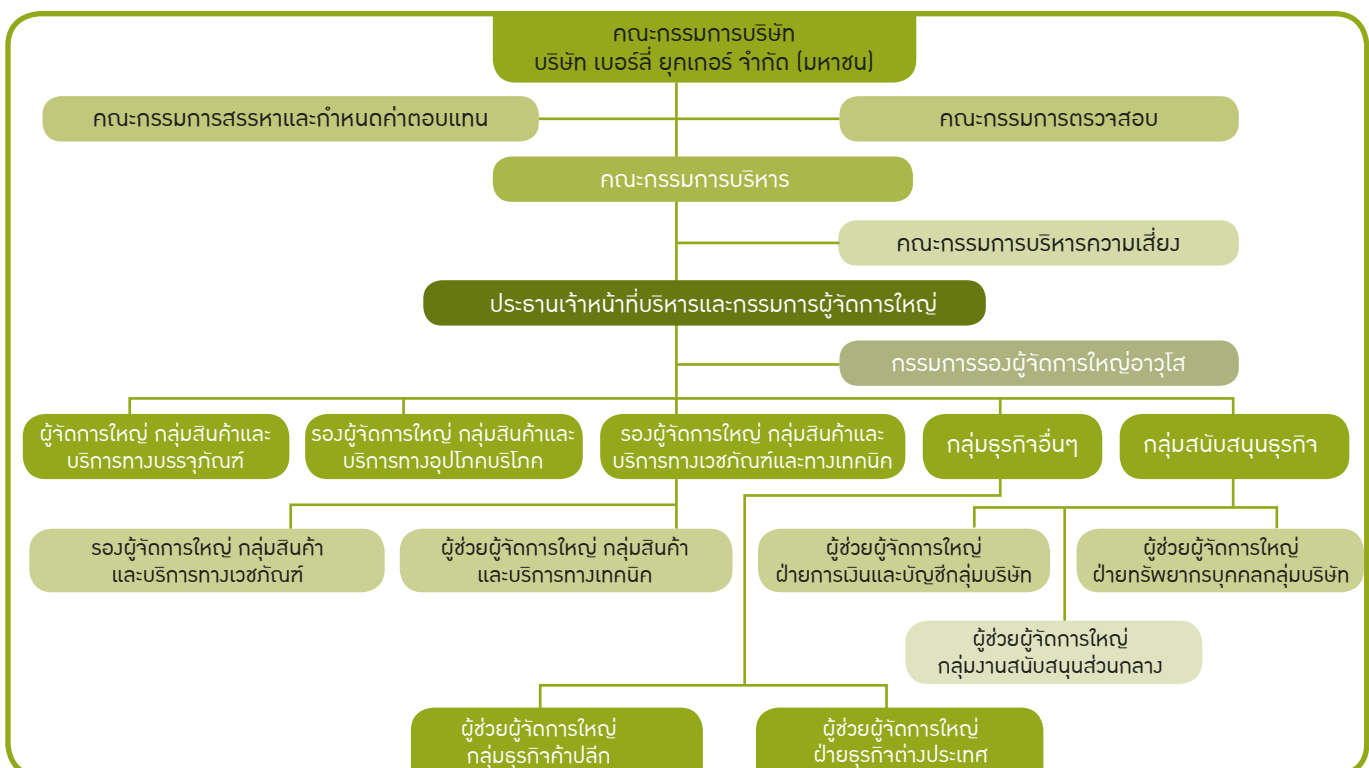 คณะกรรมการบริษัท
บริษัท เบอร์ลี่ ยุคเกอร์ จำกัด (มหาชน)
คณะกรรมการสรรหาและกำหนดค่าตอบแทน
คณะกรรมการตรวจสอบ
คณะกรรมการบริหาร
คณะกรรมการบริหารความเสี่ยง
ประธานเจ้าหน้าที่บริหารและกรรมการผู้จัดการใหญ่
กรรมการรองผู้จัดการใหญ่อาวุโส
ผู้จัดการใหญ่ กลุ่มสินค้าและ
บริการทางบรรจุภัณฑ์
รองผู้จัดการใหญ่ กลุ่มสินค้าและ
บริการทางอุปโภคบริโภค
รองผู้จัดการใหญ่ กลุ่มสินค้าและ
บริการทางเวชภัณฑ์และทางเทคนิค
กลุ่มธุรกิจอื่นๆ
กลุ่มสนับสนุนธุรกิจ
รองผู้จัดการใหญ่ กลุ่มสินค้า
และบริการทางเวชภัณฑ์
ผู้ช่วยผู้จัดการใหญ่ กลุ่มสินค้า
และบริการทางเทคนิค
ผู้ช่วยผู้จัดการใหญ่
ฝ่ายการเงินและบัญชีกลุ่มบริษัท
ผู้ช่วยผู้จัดการใหญ่
ฝ่ายทรัพยากรบุคคลกลุ่มบริษัท
ผู้ช่วยผู้จัดการใหญ่
กลุ่มงานสนับสนุนส่วนกลาง
ผู้ช่วยผู้จัดการใหญ่
กลุ่มธุรกิจค้าปลีก
ผู้ช่วยผู้จัดการใหญ่
ฝ่ายธุรกิจต่างประเทศ